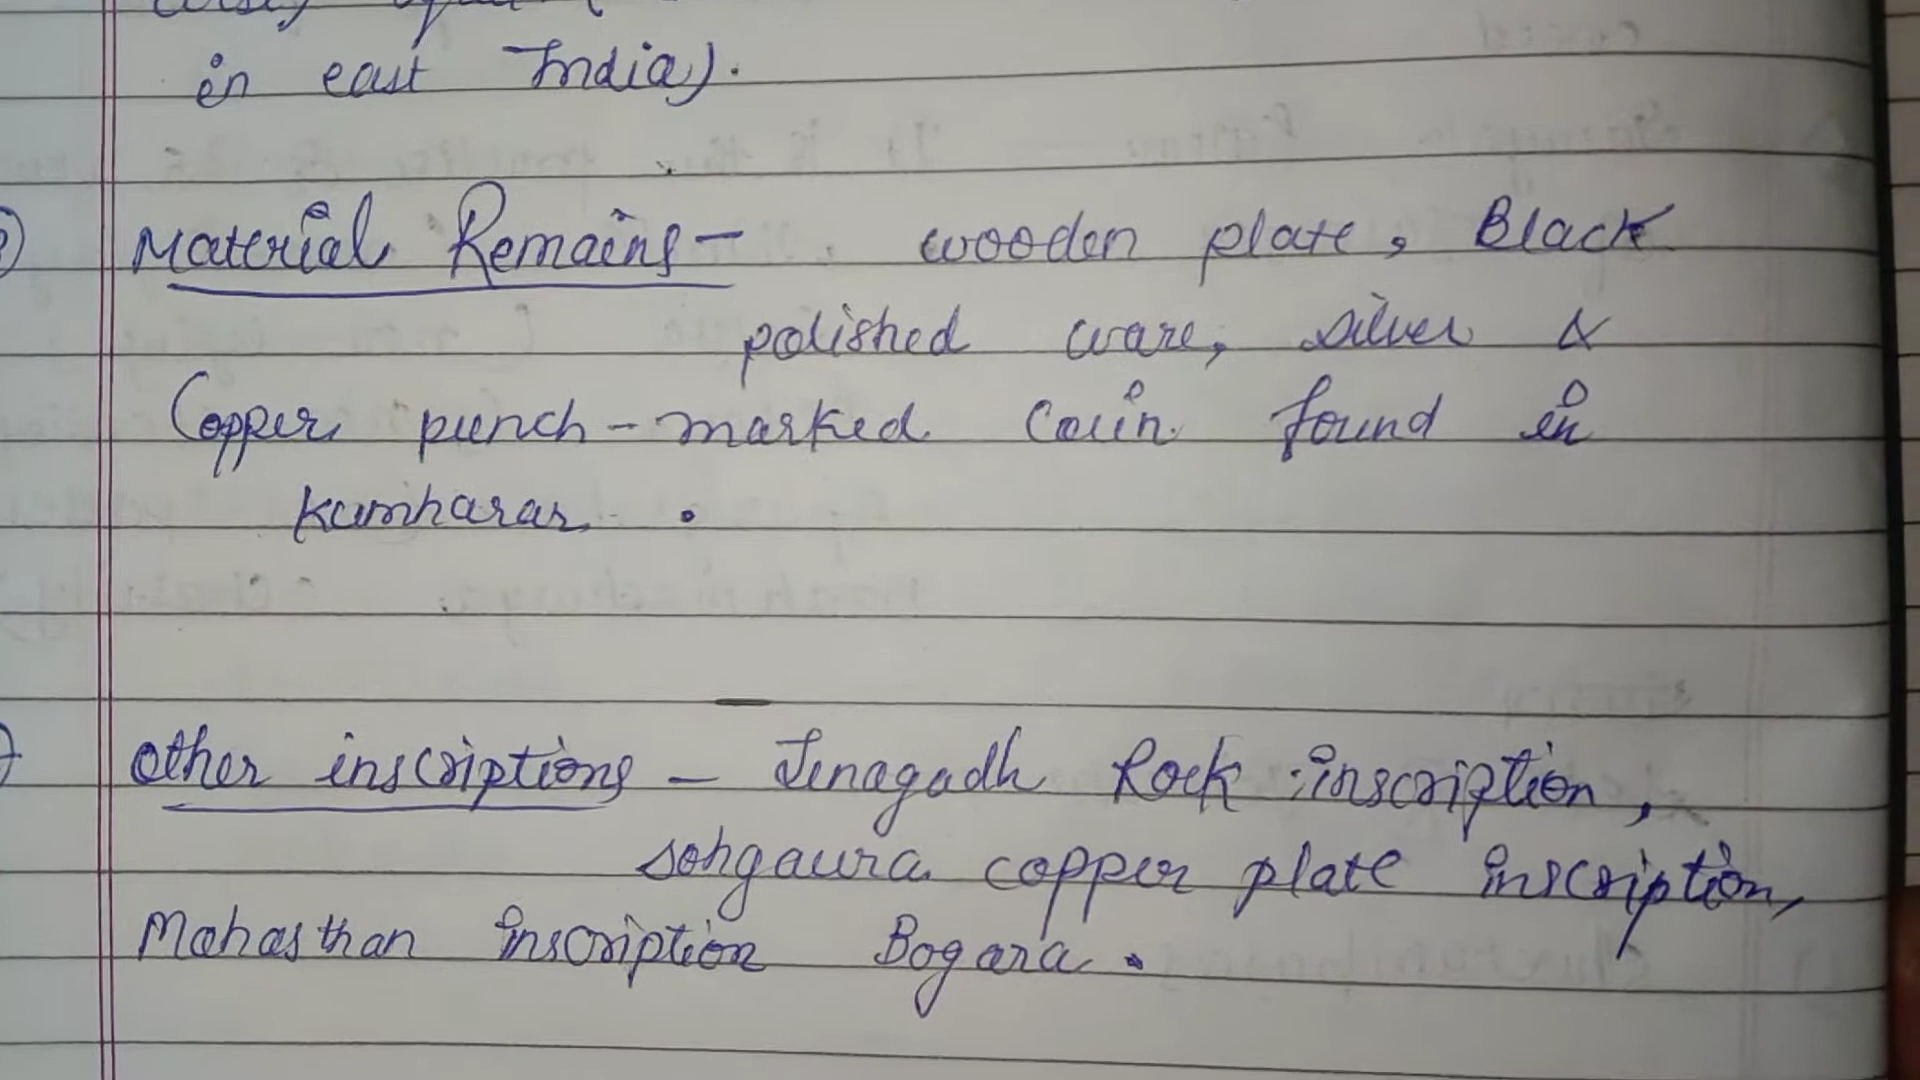 in east India).
Material Remains - wooden plate, Black
polished ware, silver &
Copper punch-marked Coin found in
Kumharar.
Other inscriptions - Junagadh Rock inscription,
sohgaura copper plate inscription,
Mahasthan inscription Bogara.